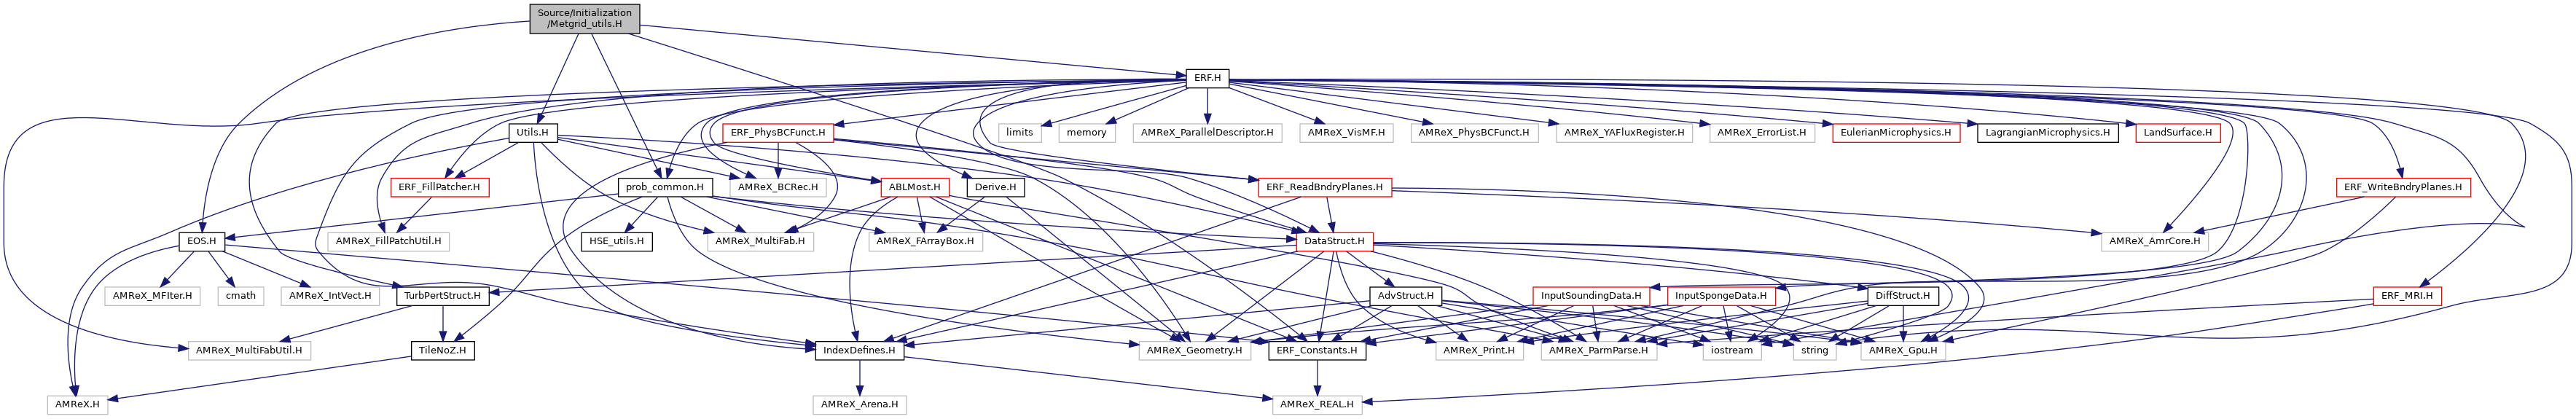 Source/Initialization
/Metgrid_utils.H
ERF.H
Utils.H
ERF_PhysBCFunct.H
limits
memory
AMReX_ParallelDescriptor.H
AMReX_VisMF.H
AMReX_PhysBCFunct.H
AMReX_YAFluxRegister.H
AMReX_ErrorList.H
EulerianMicrophysics.H
LagrangianMicrophysics.H
LandSurface.H
ERF_FillPatcher.H
prob_common.H
AMReX_BCRec.H
ABLMost.H
Derive.H
ERF_ReadBndryPlanes.H
ERF_WriteBndryPlanes.H
EOS.H
AMReX_FillPatchUtil.H
HSE_utils.H
AMReX_MultiFab.H
AMReX_FArrayBox.H
DataStruct.H
AMReX_AmrCore.H
AMReX_MFIter.H
cmath
AMReX_IntVect.H
TurbPertStruct.H
AdvStruct.H
InputSoundingData.H
InputSpongeData.H
DiffStruct.H
ERF_MRI.H
AMReX_MultiFabUtil.H
TileNoZ.H
IndexDefines.H
AMReX_Geometry.H
ERF_Constants.H
AMReX_Print.H
AMReX_ParmParse.H
iostream
string
AMReX_Gpu.H
AMReX.H
AMReX_Arena.H
AMReX_REAL.H